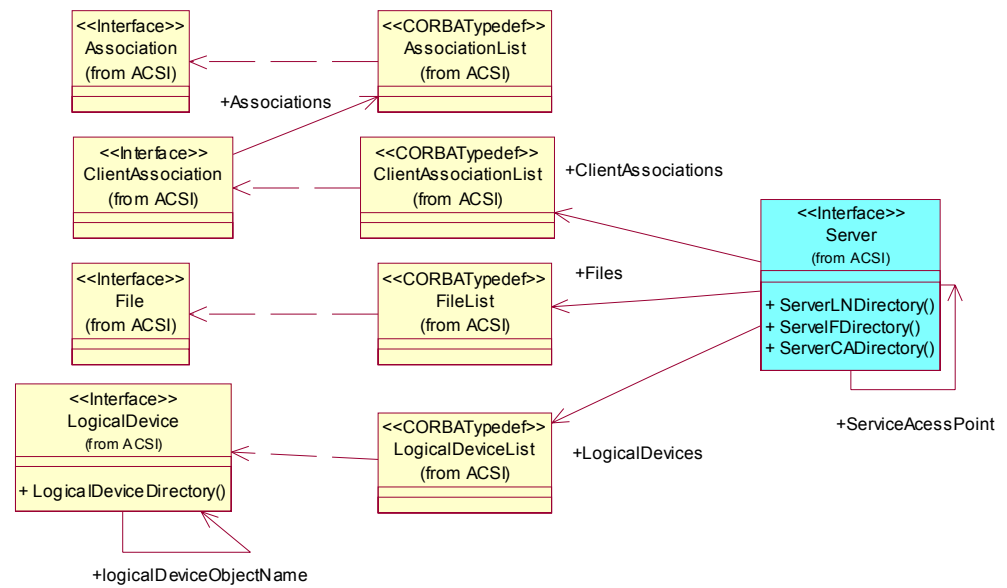 <<Interface>>
Association
(from ACSI)
<<CORBATypedef>>
AssociationList
(from ACSI)
+Associations
<<Interface>>
ClientAssociation
(from ACSI)
<<CORBATypedef>>
ClientAssociationList
(from ACSI)
+ClientAssociations
<<Interface>>
Server
(from ACSI)
+ ServerLNDirectory()
+ ServeIFDirectory()
+ ServerCADirectory()
+ServiceAcessPoint
<<Interface>>
File
(from ACSI)
<<CORBATypedef>>
FileList
(from ACSI)
+Files
<<Interface>>
LogicalDevice
(from ACSI)
+ LogicalDeviceDirectory()
+logicalDeviceObjectName
<<CORBATypedef>>
LogicalDeviceList
(from ACSI)
+LogicalDevices